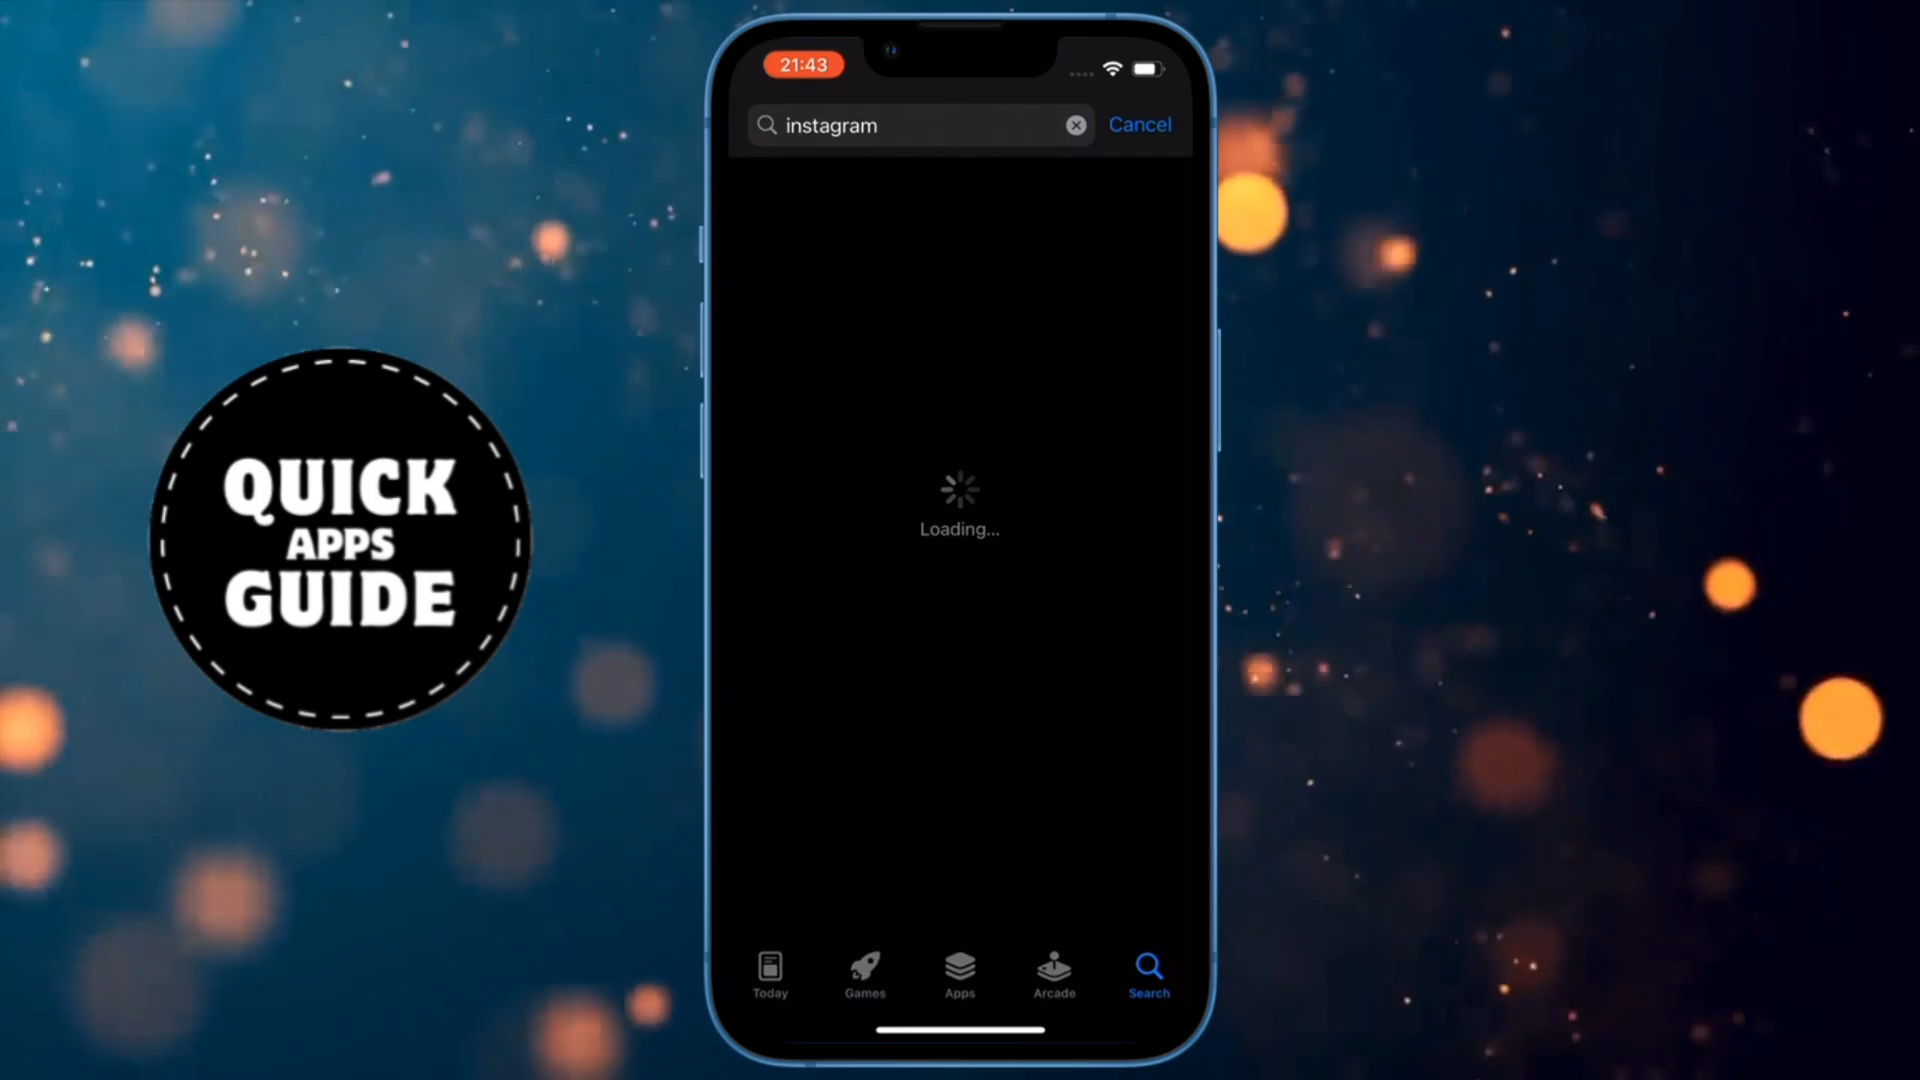 21:43
instagram
Cancel
QUICK
APPS
GUIDE
Loading...
Today
Games
Apps
Arcade
Search